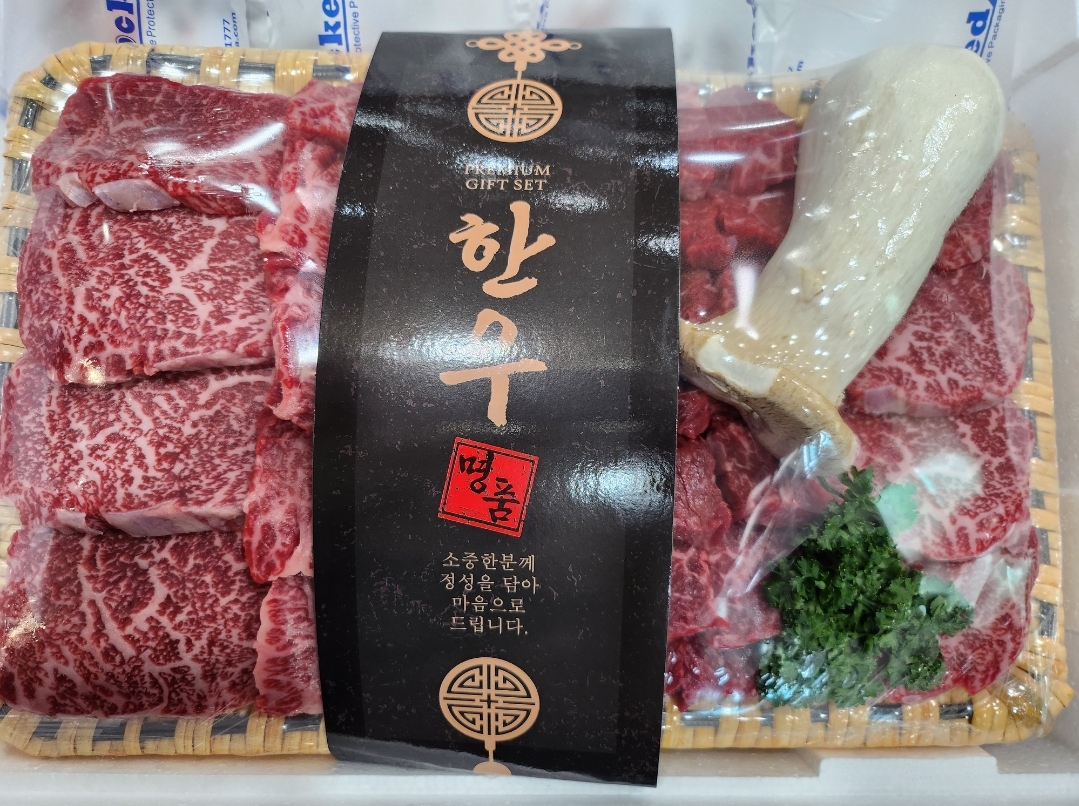 PREMIUM
GIFT SET
한우
명품
소중한분께
정성을 담아
마음으로
드립니다.